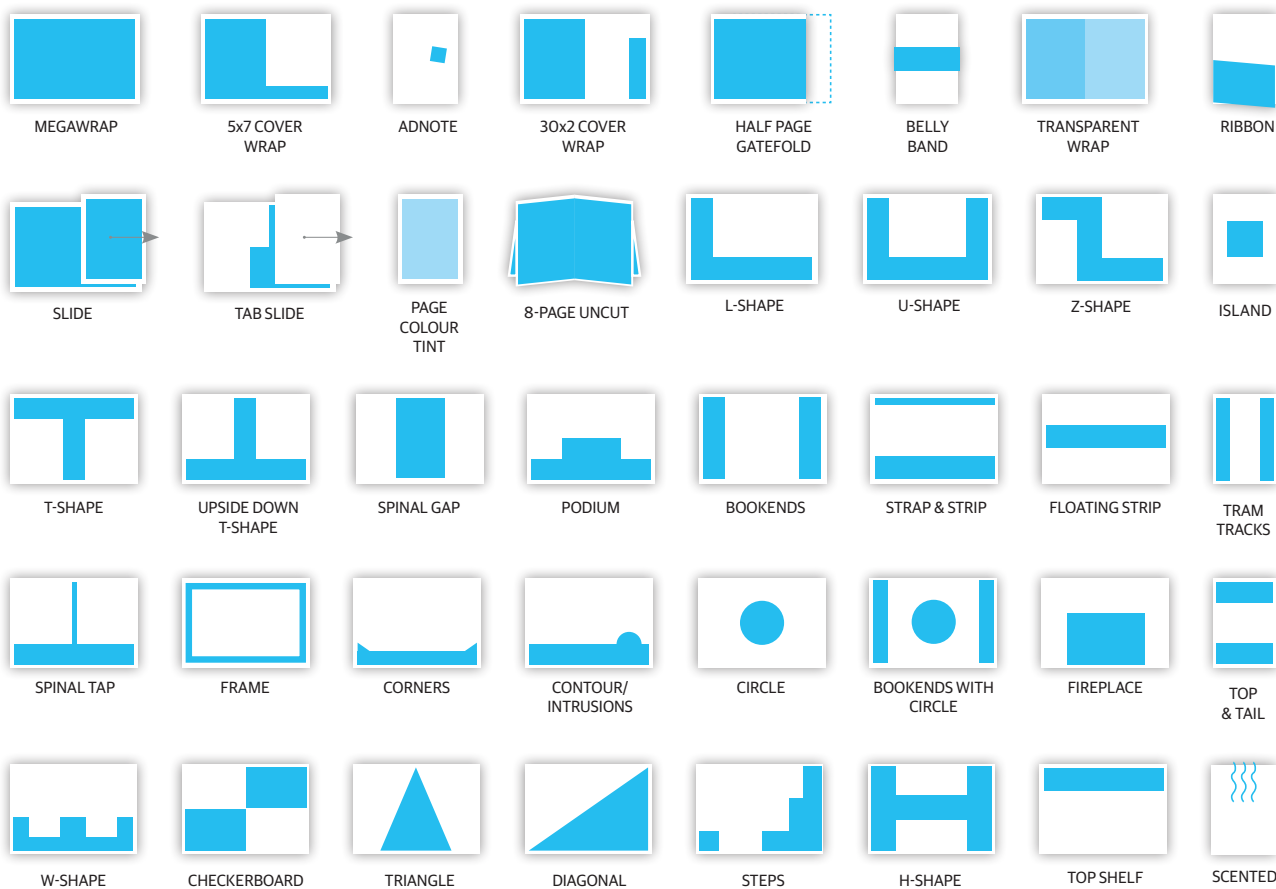 MEGAWRAP
5x7 COVER
WRAP
ADNOTE
30x2 COVER
WRAP
HALF PAGE
GATEFOLD
BELLY
BAND
TRANSPARENT
WRAP
RIBBON
SLIDE
TAB SLIDE
PAGE
COLOUR
TINT
8-PAGE UNCUT
L-SHAPE
U-SHAPE
Z-SHAPE
ISLAND
T-SHAPE
UPSIDE DOWN
T-SHAPE
SPINAL GAP
PODIUM
BOOKENDS
STRAP & STRIP
FLOATING STRIP
TRAM
TRACKS
SPINAL TAP
FRAME
CORNERS
CONTOUR/
INTRUSIONS
CIRCLE
BOOKENDS WITH
CIRCLE
FIREPLACE
TOP
& TAIL
W-SHAPE
CHECKERBOARD
TRIANGLE
DIAGONAL
STEPS
H-SHAPE
TOP SHELF
SCENTED